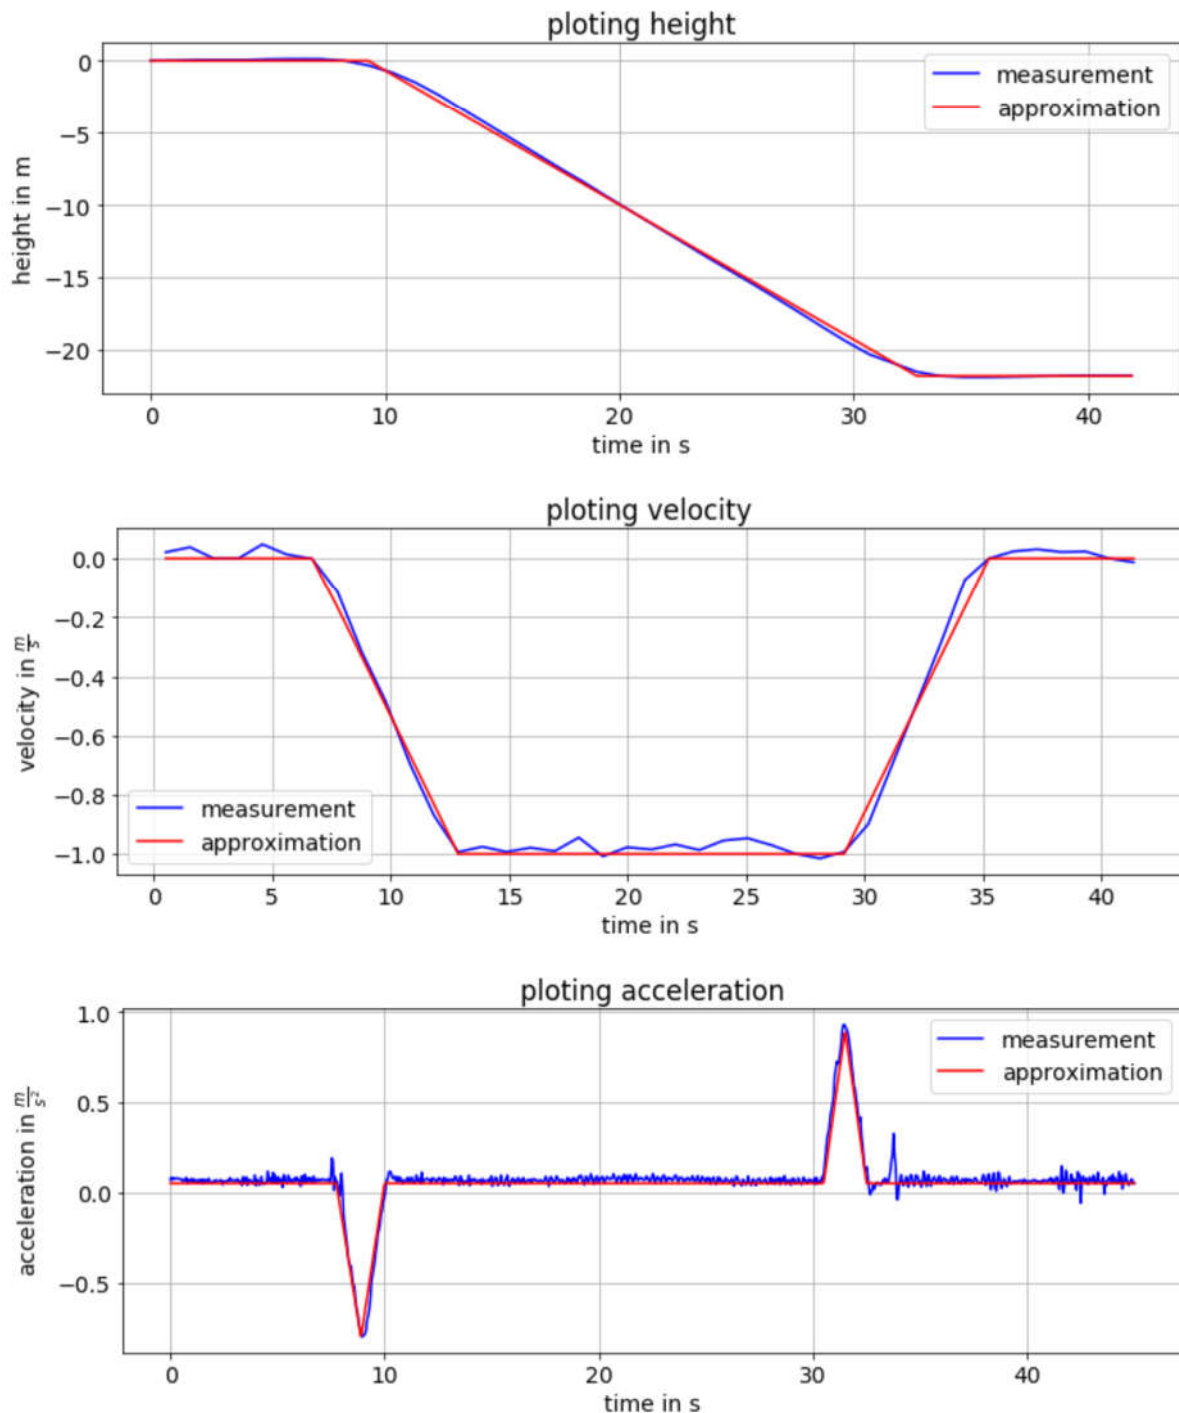 ploting height
height in m
0
−5
−10
−15
−20
measurement
approximation
0 10 20 30 40
time in s
ploting velocity
velocity in m/s
0.0
−0.2
−0.4
−0.6
−0.8
−1.0
measurement
approximation
0 5 10 15 20 25 30 35 40
time in s
ploting acceleration
acceleration in m/s²
1.0
0.5
0.0
−0.5
measurement
approximation
0 10 20 30 40
time in s